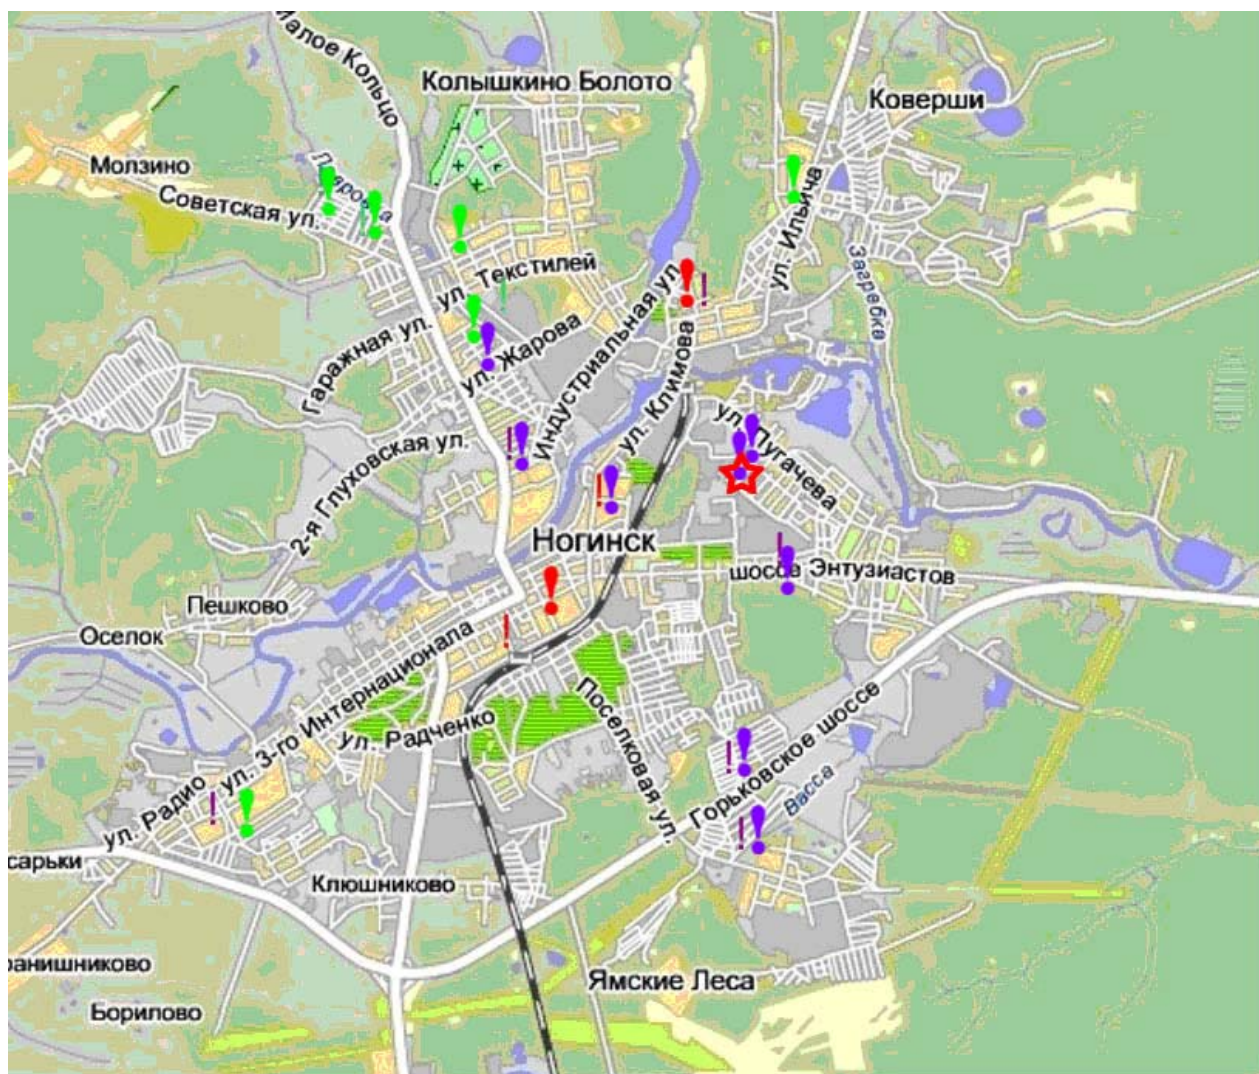 Малое Кольцо
Колышкино Болото
Коверши
Молзино
Советская ул.
ул. Ильича
ул. Текстилей
Загребка
Гаражная ул.
ул. Жарова
Индустриальная ул.
ул. Климова
ул. Пугачева
2-я Глуховская ул.
Ногинск
шоссе Энтузиастов
Пешково
Оселок
ул. 3-го Интернационала
ул. Радченко
Поселковая ул.
Горьковское шоссе
Васса
ул. Радио
сарьки
Клюшниково
ранишниково
Ямские Леса
Борилово